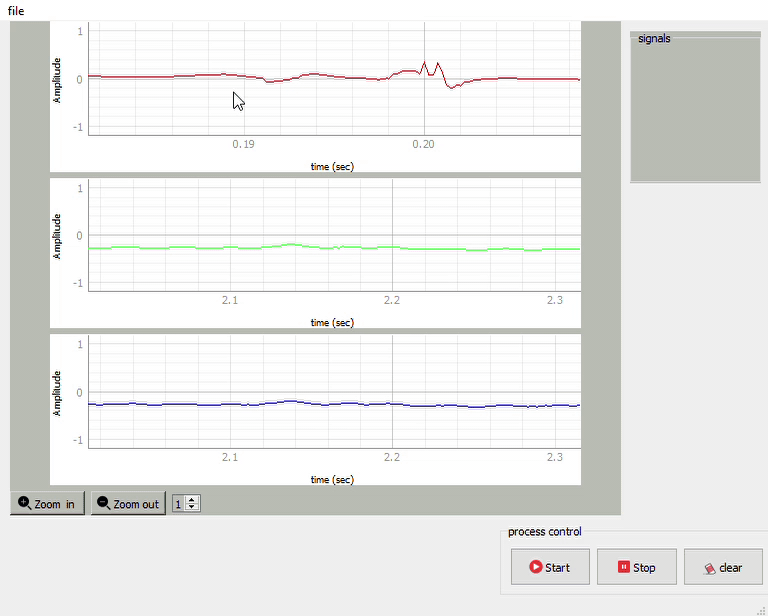 file
signals
1
0
-1
Amplitude
0.19 0.20
time (sec)
1
0
-1
Amplitude
2.1 2.2 2.3
time (sec)
1
0
-1
Amplitude
2.1 2.2 2.3
time (sec)
Zoom in Zoom out 1
process control
Start Stop clear